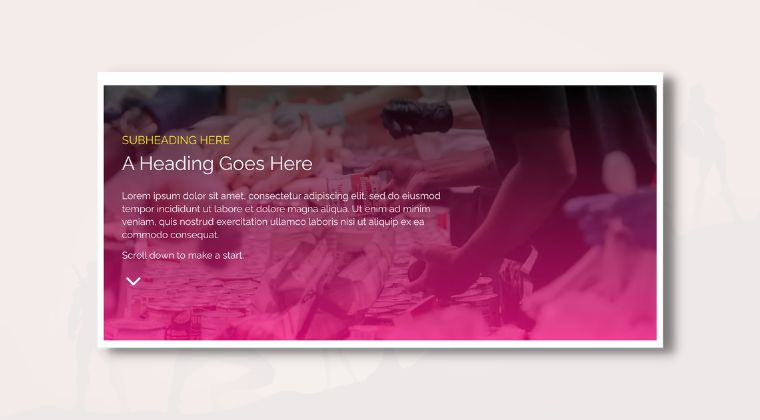 SUBHEADING HERE
A Heading Goes Here
Lorem ipsum dolor sit amet, consectetur adipiscing elit, sed do eiusmod
tempor incididunt ut labore et dolore magna aliqua. Ut enim ad minim
veniam, quis nostrud exercitation ullamco laboris nisi ut aliquip ex ea
commodo consequat.
Scroll down to make a start.